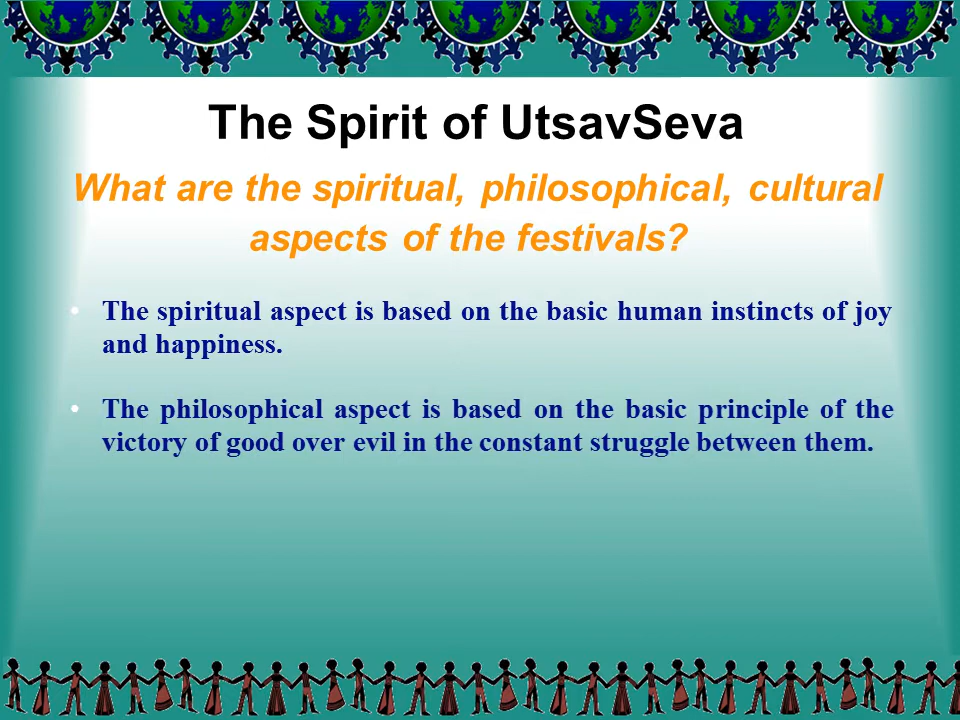 The Spirit of UtsavSeva
What are the spiritual, philosophical, cultural
aspects of the festivals?
• The spiritual aspect is based on the basic human instincts of joy
and happiness.
• The philosophical aspect is based on the basic principle of the
victory of good over evil in the constant struggle between them.